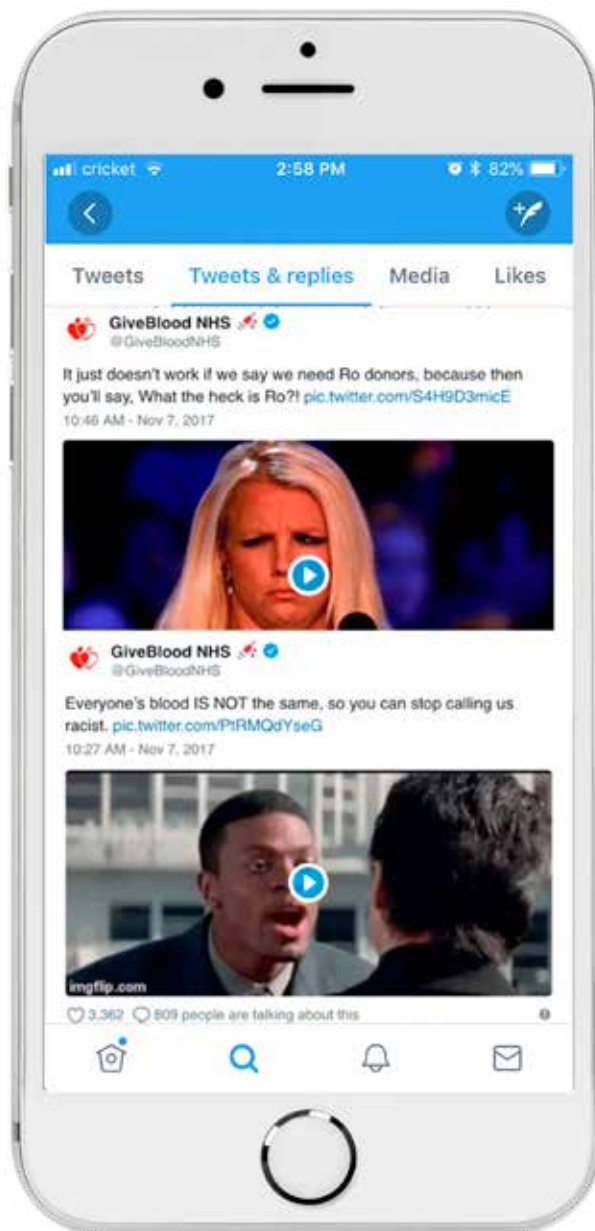 cricket 2:58 PM 82%
Tweets Tweets & replies Media Likes
GiveBlood NHS
@GiveBloodNHS
It just doesn't work if we say we need Ro donors, because then
you'll say, What the heck is Ro?! pic.twitter.com/S4H9D3micE
10:46 AM - Nov 7, 2017
GiveBlood NHS
@GiveBloodNHS
Everyone's blood IS NOT the same, so you can stop calling us
racist. pic.twitter.com/PtRMQdYseG
10:27 AM - Nov 7, 2017
imgflip.com
3,362 809 people are talking about this